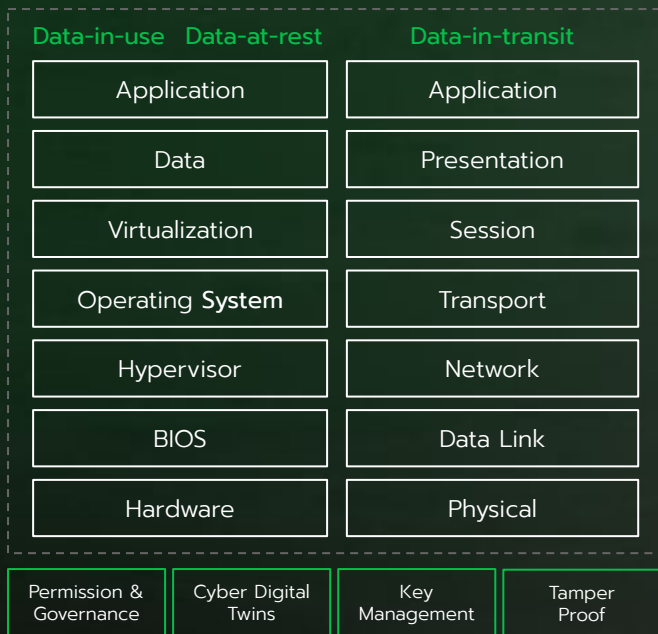 Data-in-use Data-at-rest
Application
Data
Virtualization
Operating System
Hypervisor
BIOS
Hardware
Data-in-transit
Application
Presentation
Session
Transport
Network
Data Link
Physical
Permission &
Governance
Cyber Digital
Twins
Key
Management
Tamper
Proof